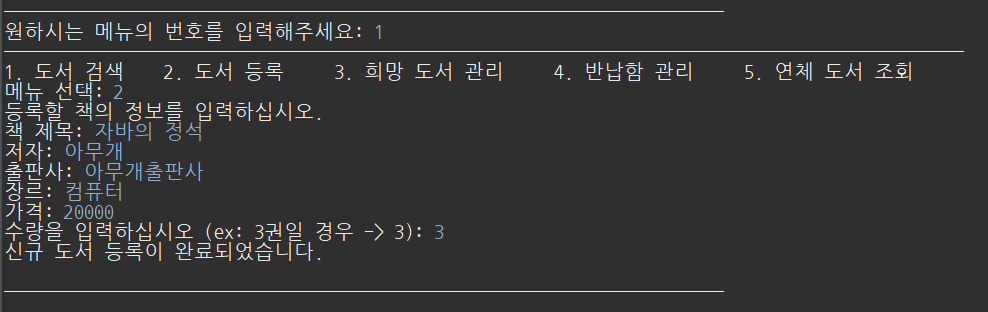 원하시는 메뉴의 번호를 입력해주세요: 1
1. 도서 검색 2. 도서 등록 3. 희망 도서 관리 4. 반납함 관리 5. 연체 도서 조회
메뉴 선택: 2
등록할 책의 정보를 입력하십시오.
책 제목: 자바의 정석
저자: 아무개
출판사: 아무개출판사
장르: 컴퓨터
가격: 20000
수량을 입력하십시오 (ex: 3권일 경우 -> 3): 3
신규 도서 등록이 완료되었습니다.